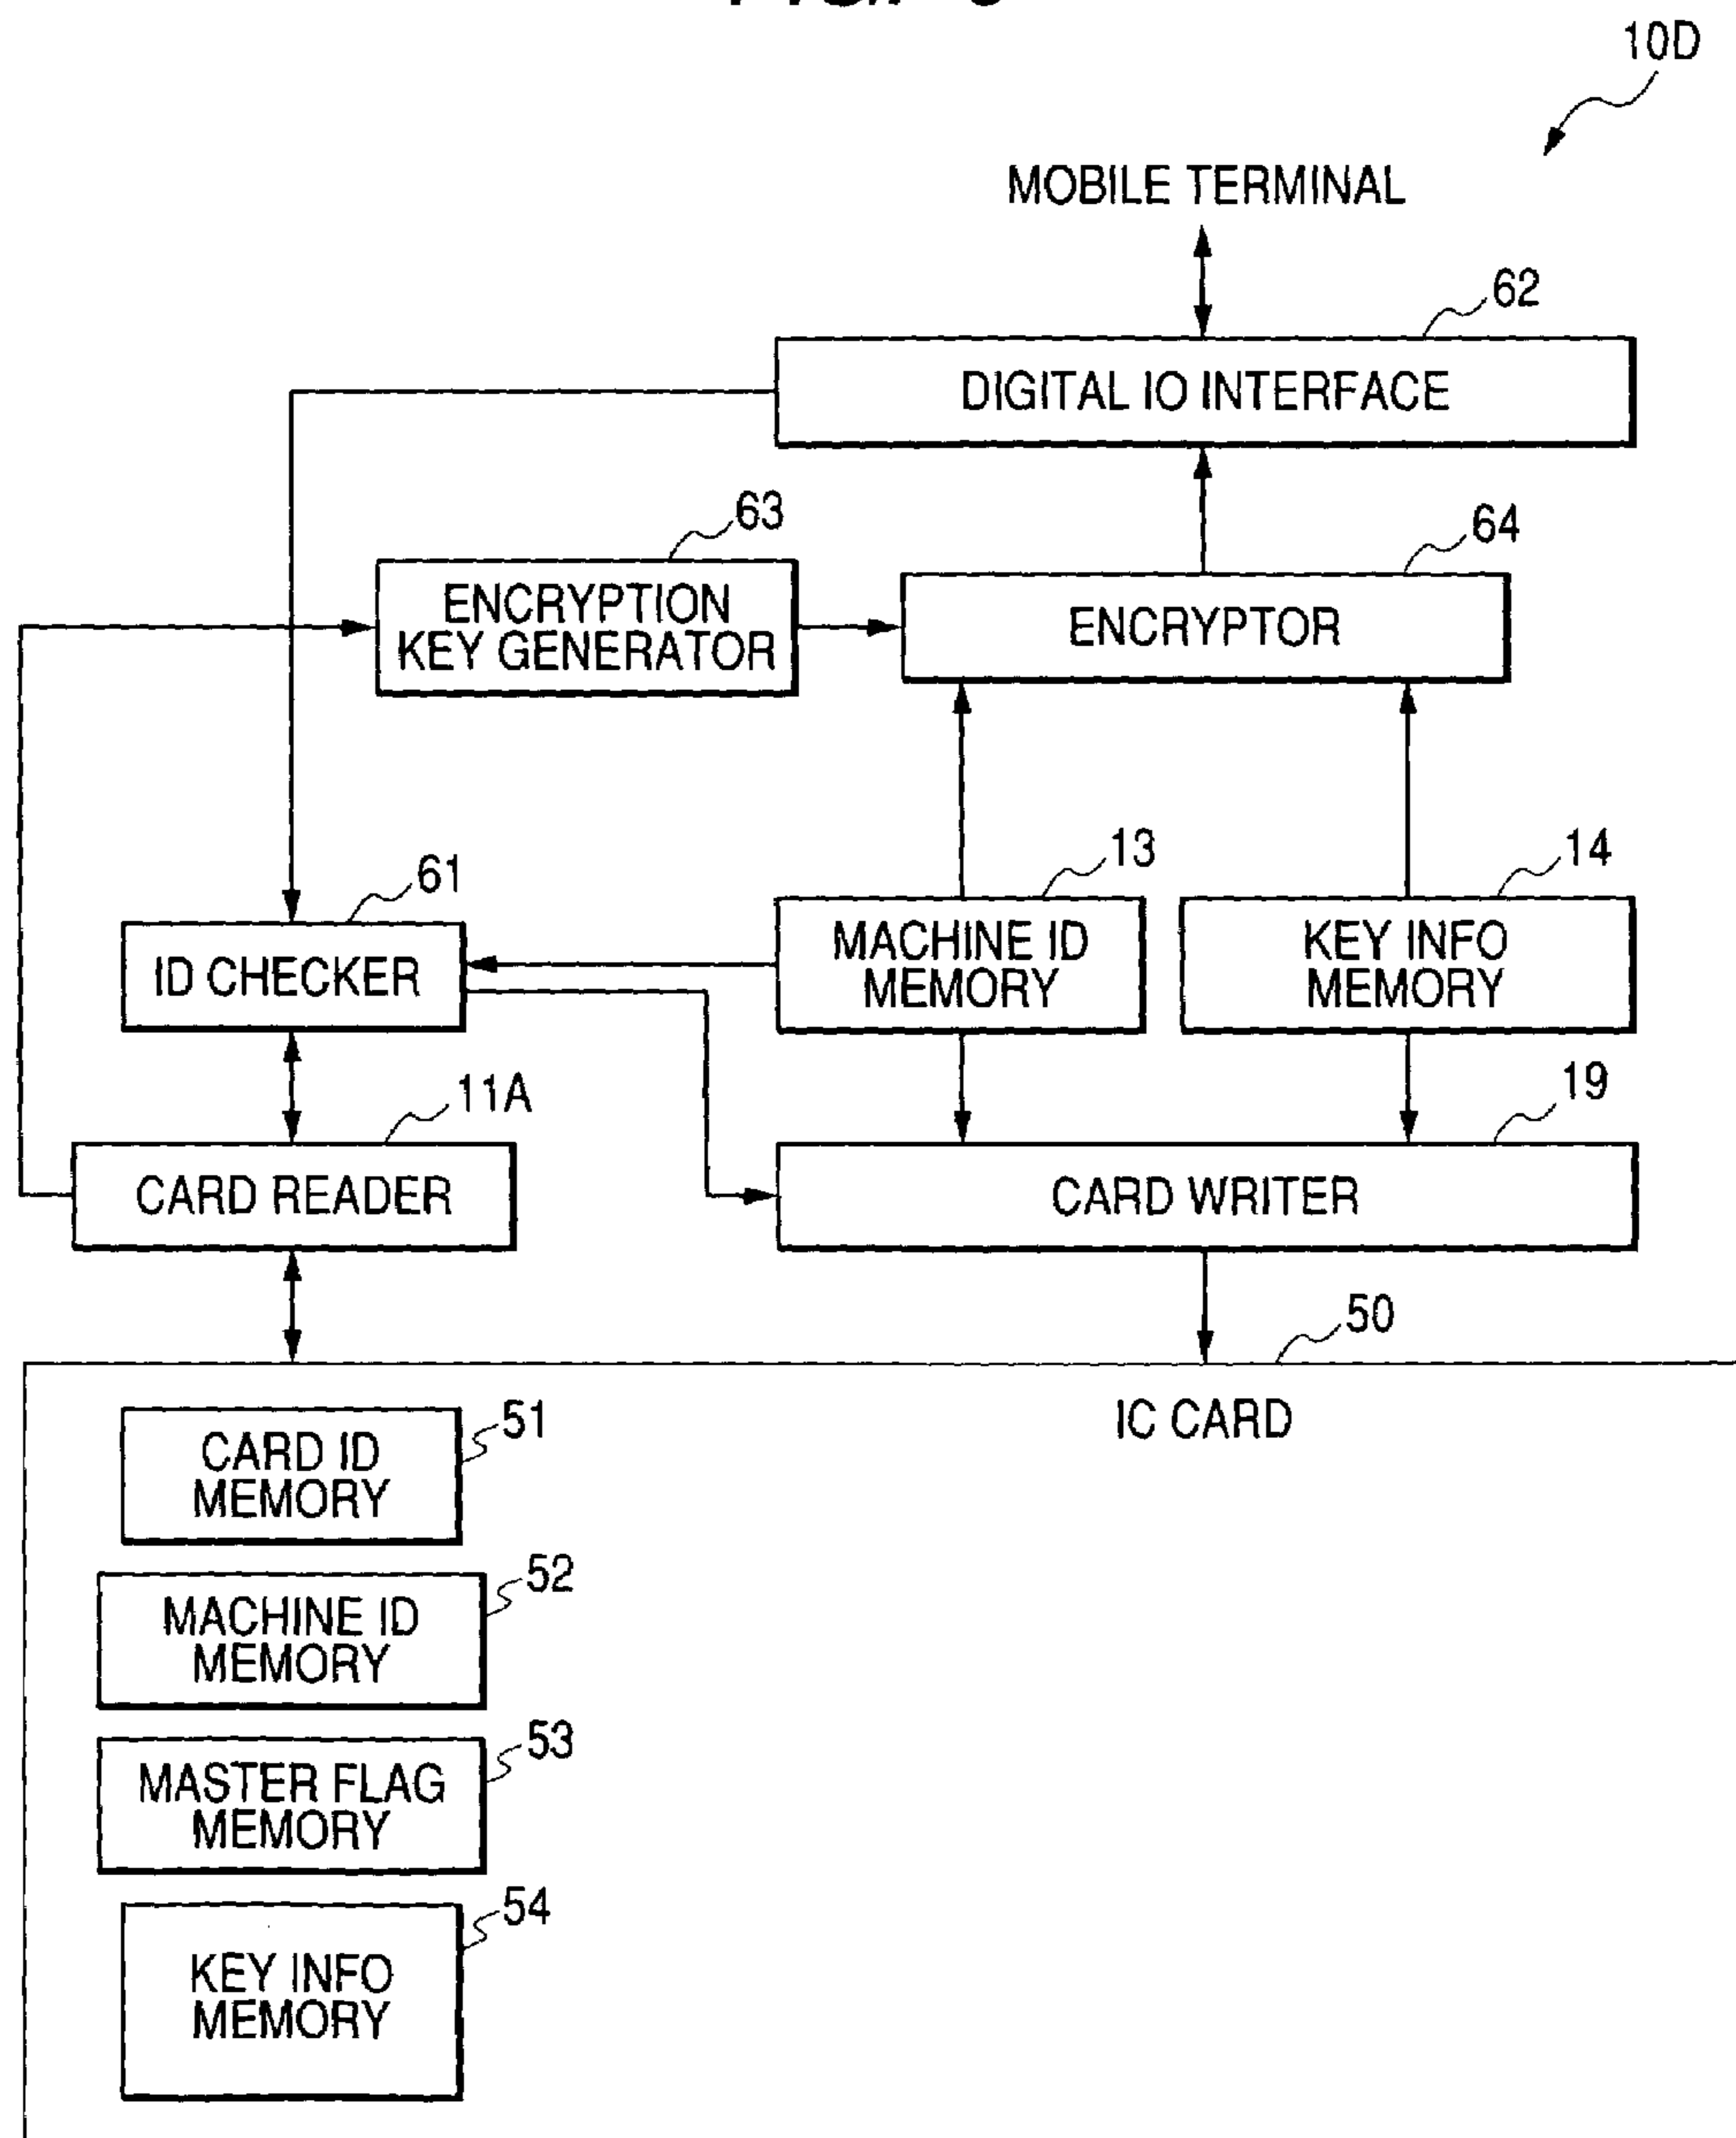 10D
MOBILE TERMINAL
62
DIGITAL IO INTERFACE
63
64
ENCRYPTION
KEY GENERATOR
ENCRYPTOR
13
14
61
MACHINE ID
MEMORY
KEY INFO
MEMORY
ID CHECKER
11A
19
CARD READER
CARD WRITER
50
IC CARD
51
CARD ID
MEMORY
52
MACHINE ID
MEMORY
53
MASTER FLAG
MEMORY
54
KEY INFO
MEMORY